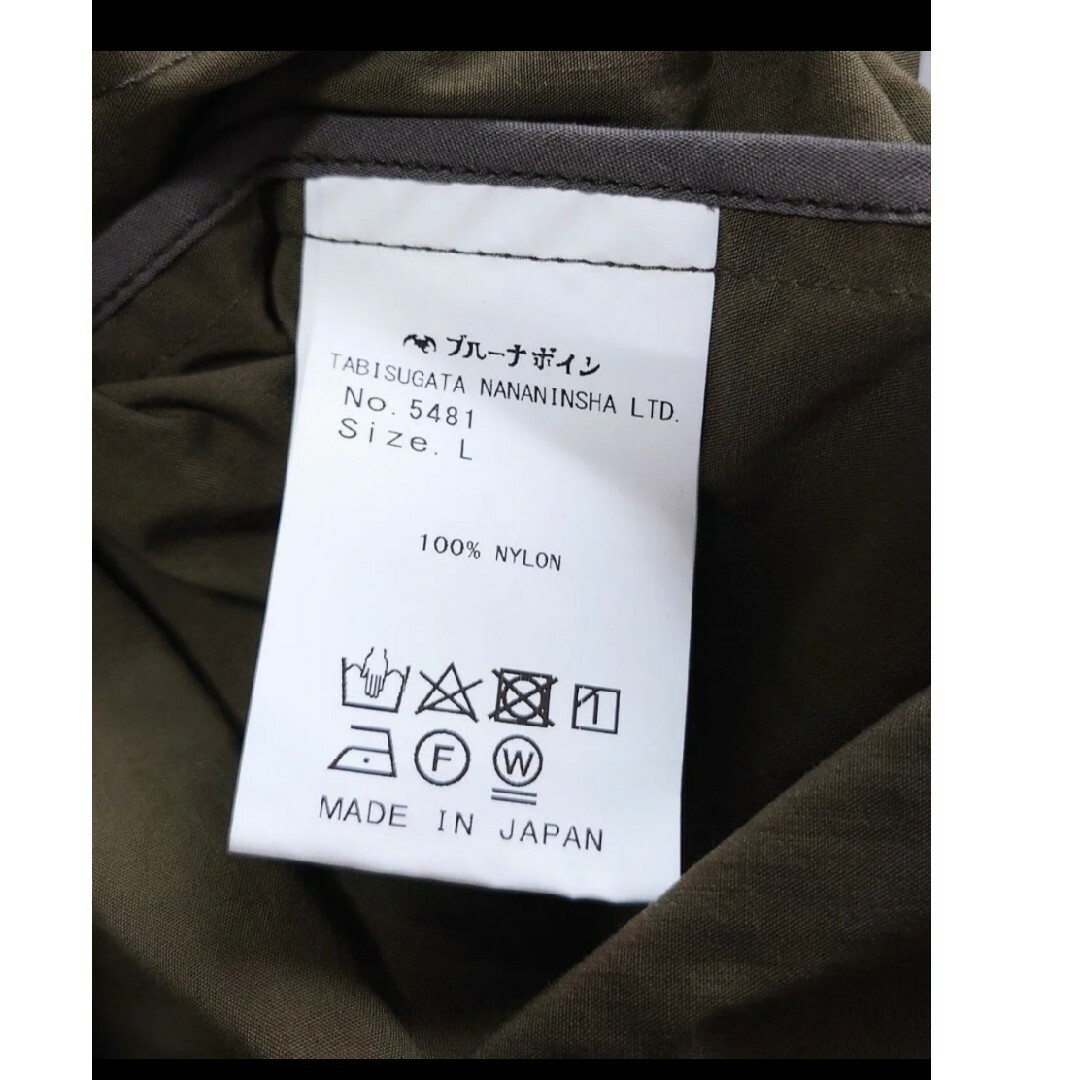 ブルーナボイン
TABISUGATA NANANINSHA LTD.
No. 5481
Size. L
100% NYLON
F W
MADE IN JAPAN